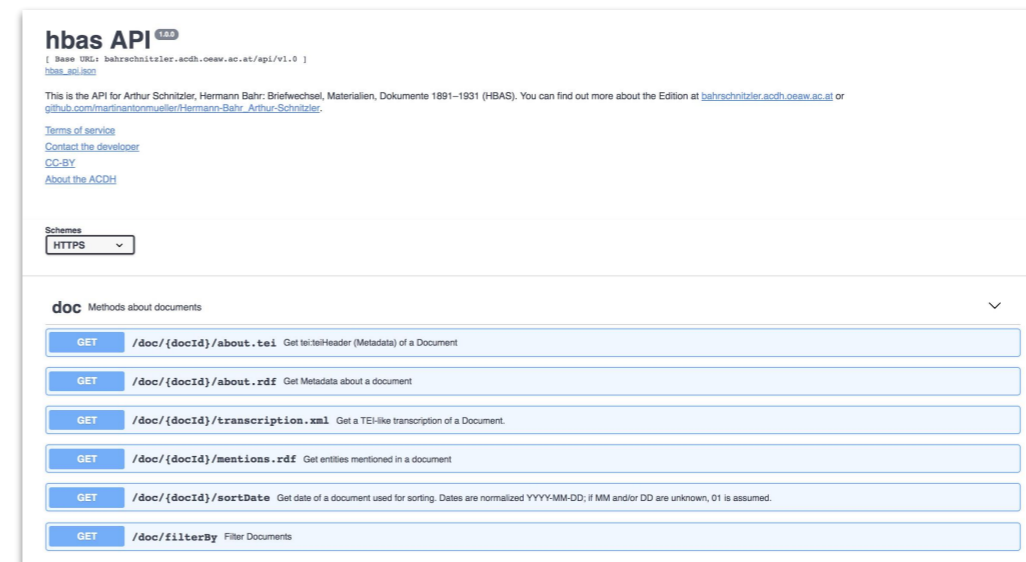 hbas API 1.0.0
[ Base URL: bahrschnitzler.acdh.oeaw.ac.at/api/v1.0 ]
hbas_api.json
This is the API for Arthur Schnitzler, Hermann Bahr: Briefwechsel, Materialien, Dokumente 1891–1931 (HBAS). You can find out more about the Edition at bahrschnitzler.acdh.oeaw.ac.at or
github.com/martinantonmueller/Hermann-Bahr_Arthur-Schnitzler.
Terms of service
Contact the developer
CC-BY
About the ACDH
Schemes
HTTPS
doc Methods about documents
GET /doc/{docId}/about.tei Get tei:teiHeader (Metadata) of a Document
GET /doc/{docId}/about.rdf Get Metadata about a document
GET /doc/{docId}/transcription.xml Get a TEI-like transcription of a Document.
GET /doc/{docId}/mentions.rdf Get entities mentioned in a document
GET /doc/{docId}/sortDate Get date of a document used for sorting. Dates are normalized YYYY-MM-DD; if MM and/or DD are unknown, 01 is assumed.
GET /doc/filterBy Filter Documents